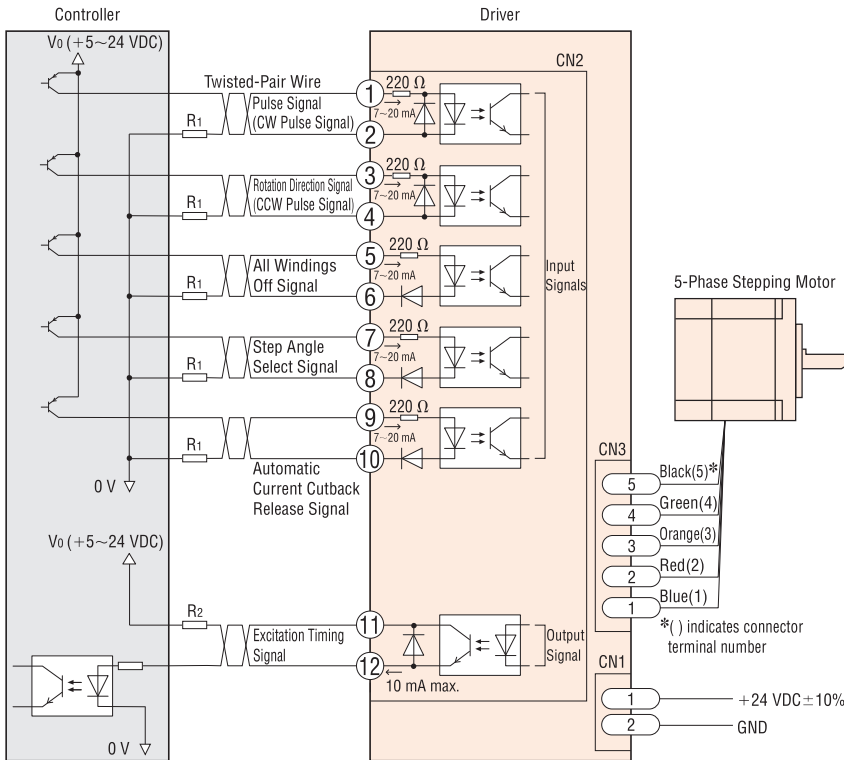 Controller
Driver
V0 (+5~24 VDC)
CN2
Twisted-Pair Wire
Pulse Signal
(CW Pulse Signal)
R1
1
2
220 Ω
7~20 mA
Rotation Direction Signal
(CCW Pulse Signal)
R1
3
4
220 Ω
7~20 mA
All Windings
Off Signal
R1
5
6
220 Ω
7~20 mA
Input
Signals
Step Angle
Select Signal
R1
7
8
220 Ω
7~20 mA
Automatic
Current Cutback
Release Signal
R1
9
10
220 Ω
7~20 mA
0 V
5-Phase Stepping Motor
CN3
5
Black(5)*
4
Green(4)
3
Orange(3)
2
Red(2)
1
Blue(1)
*( ) indicates connector
terminal number
V0 (+5~24 VDC)
R2
Excitation Timing
Signal
11
12
10 mA max.
Output
Signal
0 V
CN1
1
+24 VDC±10%
2
GND